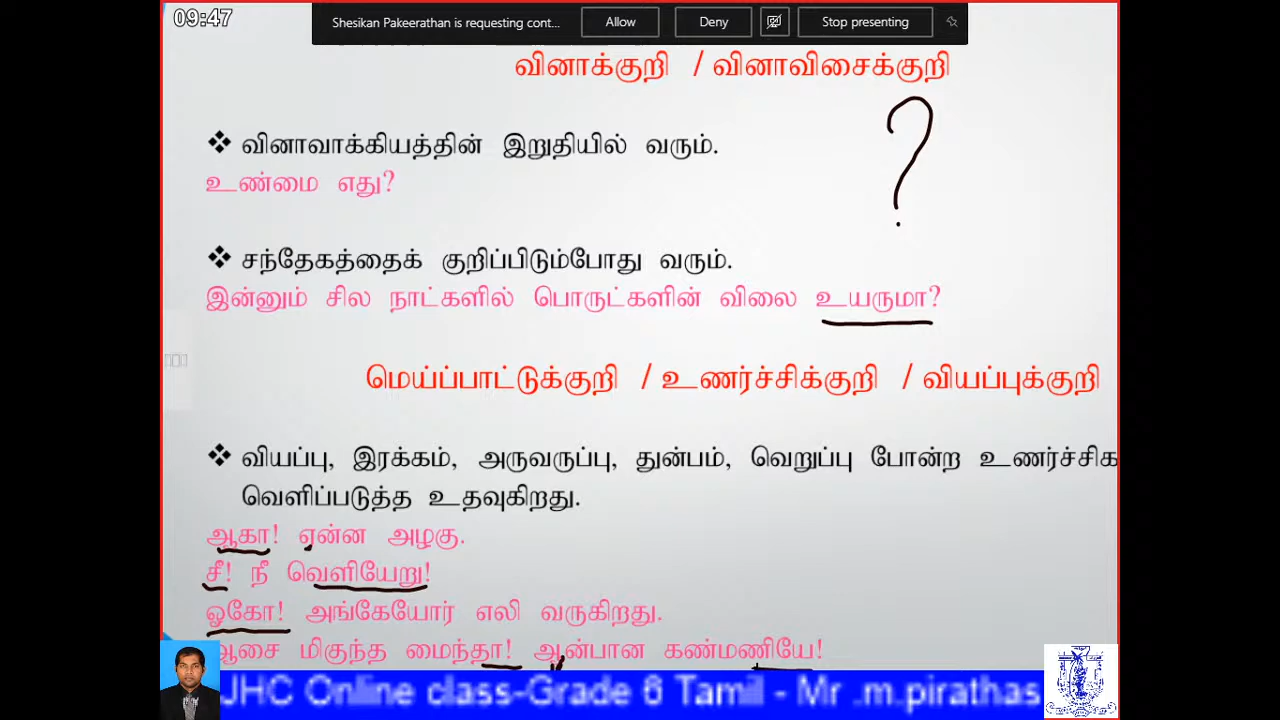 09:47
Shesikan Pakeerathan is requesting cont... Allow Deny Stop presenting
வினாக்குறி / வினாவிசைக்குறி
?
❖ வினாவாக்கியத்தின் இறுதியில் வரும்.
உண்மை எது?
❖ சந்தேகத்தைக் குறிப்பிடும்போது வரும்.
இன்னும் சில நாட்களில் பொருட்களின் விலை உயருமா?
மெய்ப்பாட்டுக்குறி / உணர்ச்சிக்குறி / வியப்புக்குறி
❖ வியப்பு, இரக்கம், அருவருப்பு, துன்பம், வெறுப்பு போன்ற உணர்ச்சிக
வெளிப்படுத்த உதவுகிறது.
ஆகா! ஏன்ன அழகு.
சீ! நீ வெளியேறு!
ஓகோ! அங்கேயோர் எலி வருகிறது.
ஆசை மிகுந்த மைந்தா! ஆன்பான கண்மணியே!
JHC Online class-Grade 6 Tamil - Mr .m.pirathas